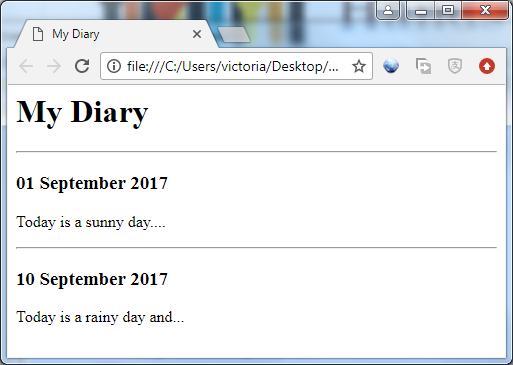 My Diary
file:///C:/Users/victoria/Desktop/...
My Diary
01 September 2017
Today is a sunny day....
10 September 2017
Today is a rainy day and...